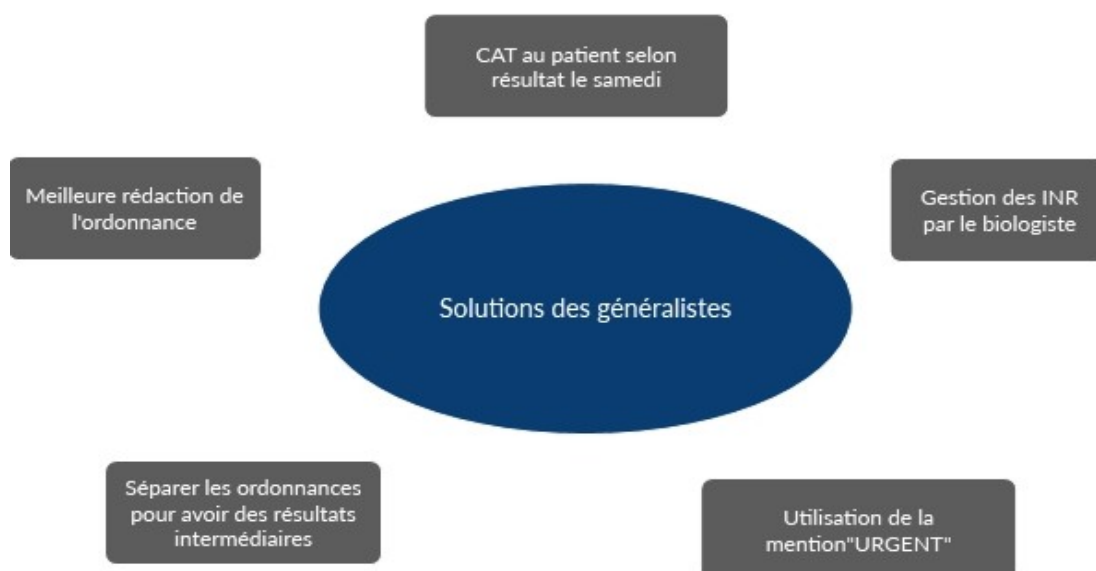 CAT au patient selon
résultat le samedi
Meilleure rédaction de
l'ordonnance
Gestion des INR
par le biologiste
Solutions des généralistes
Séparer les ordonnances
pour avoir des résultats
intermédiaires
Utilisation de la
mention"URGENT"